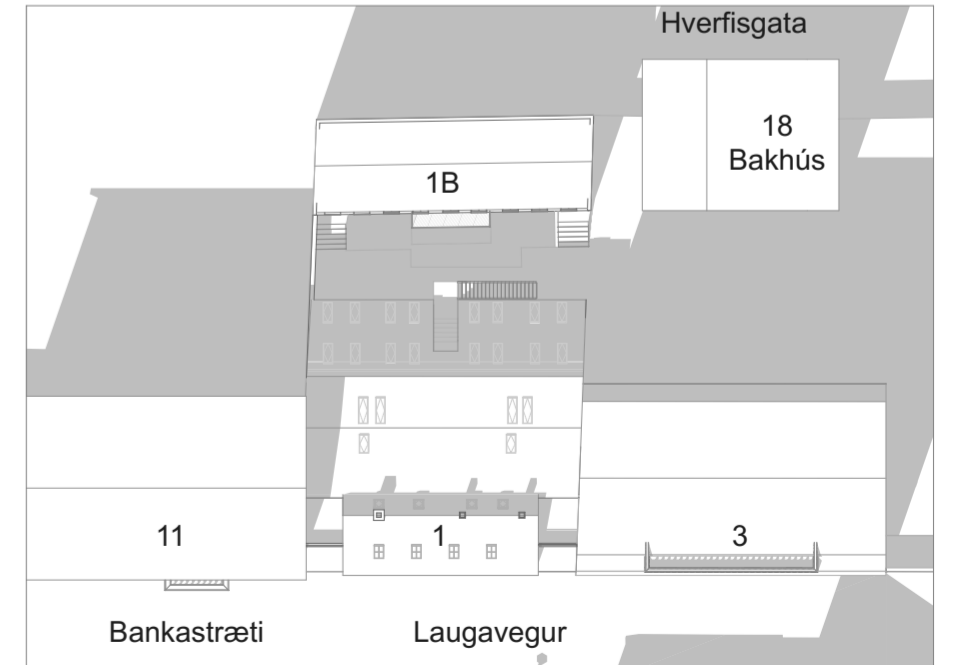 Hverfisgata
18
Bakhús
1B
11
1
3
Bankastræti
Laugavegur